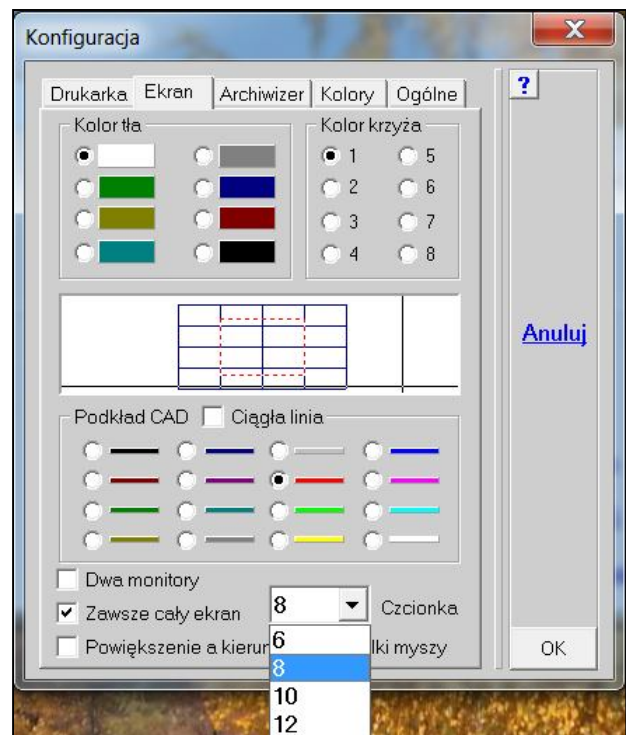 Konfiguracja
Drukarka Ekran Archiwizer Kolory Ogólne
?
Kolor tła
Kolor krzyża
1 5
2 6
3 7
4 8
Anuluj
Podkład CAD Ciągła linia
Dwa monitory
Zawsze cały ekran 8 Czcionka
Powiększenie a kierun lki myszy
6
8
10
12
OK